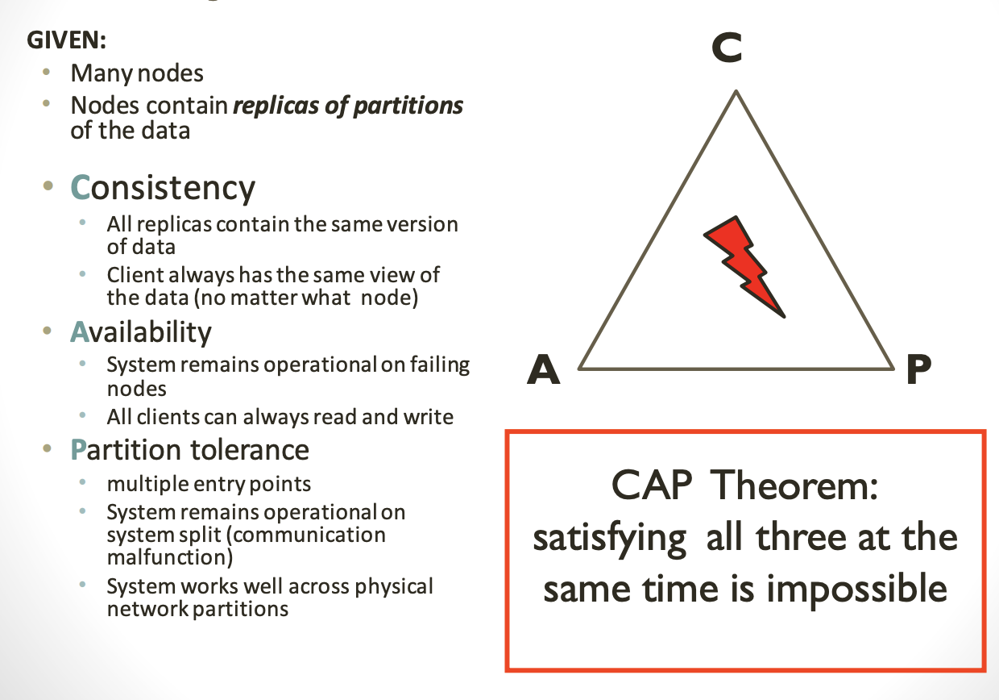 GIVEN:
• Many nodes
• Nodes contain replicas of partitions
of the data
• Consistency
• All replicas contain the same version
of data
• Client always has the same view of
the data (no matter what node)
• Availability
• System remains operational on failing
nodes
• All clients can always read and write
• Partition tolerance
• multiple entry points
• System remains operational on
system split (communication
malfunction)
• System works well across physical
network partitions
C
A
P
CAP Theorem:
satisfying all three at the
same time is impossible